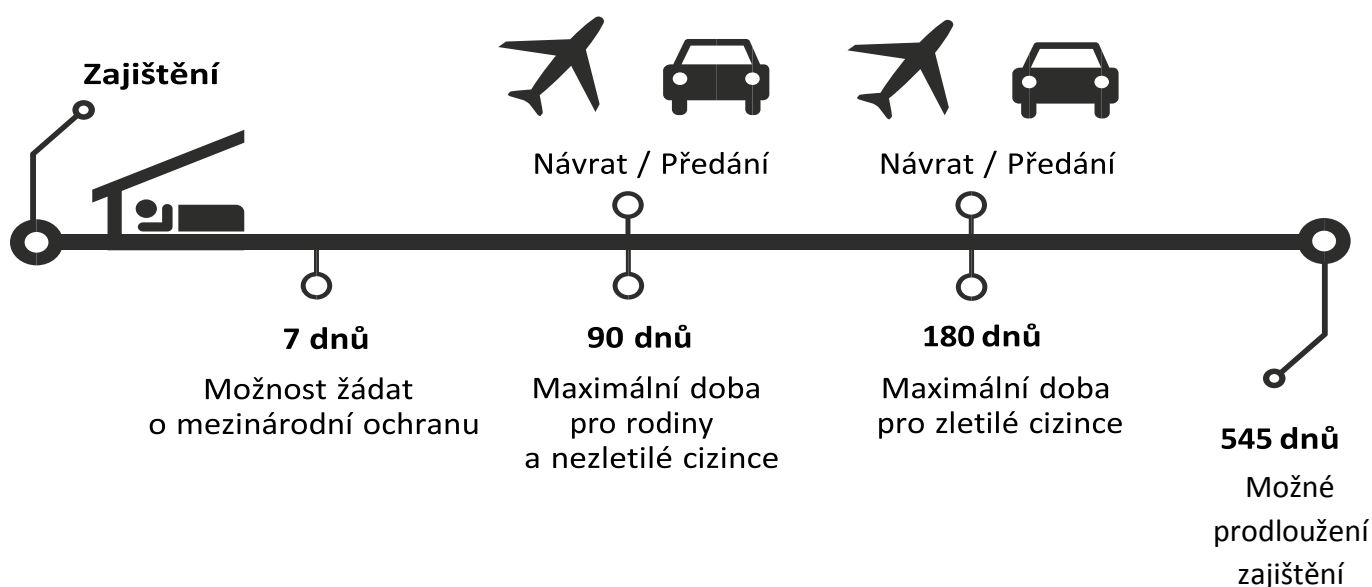 Zajištění
Návrat / Předání
Návrat / Předání
7 dnů
Možnost žádat
o mezinárodní ochranu
90 dnů
Maximální doba
pro rodiny
a nezletilé cizince
180 dnů
Maximální doba
pro zletilé cizince
545 dnů
Možné
prodloužení
zajištění